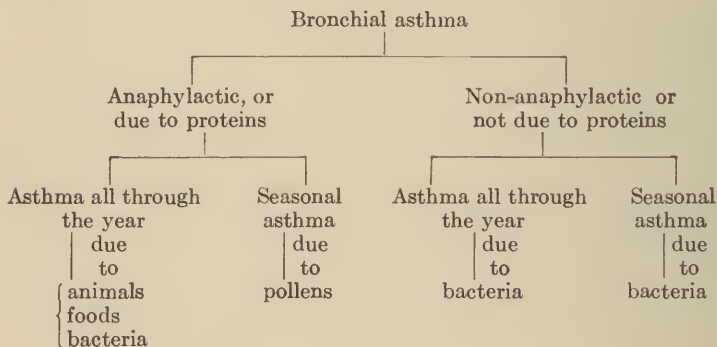 Bronchial asthma
Anaphylactic, or
due to proteins
Non-anaphylactic or
not due to proteins
Asthma all through
the year
due
to
animals
foods
bacteria
Seasonal
asthma
due
to
pollens
Asthma all through
the year
due
to
bacteria
Seasonal
asthma
due
to
bacteria